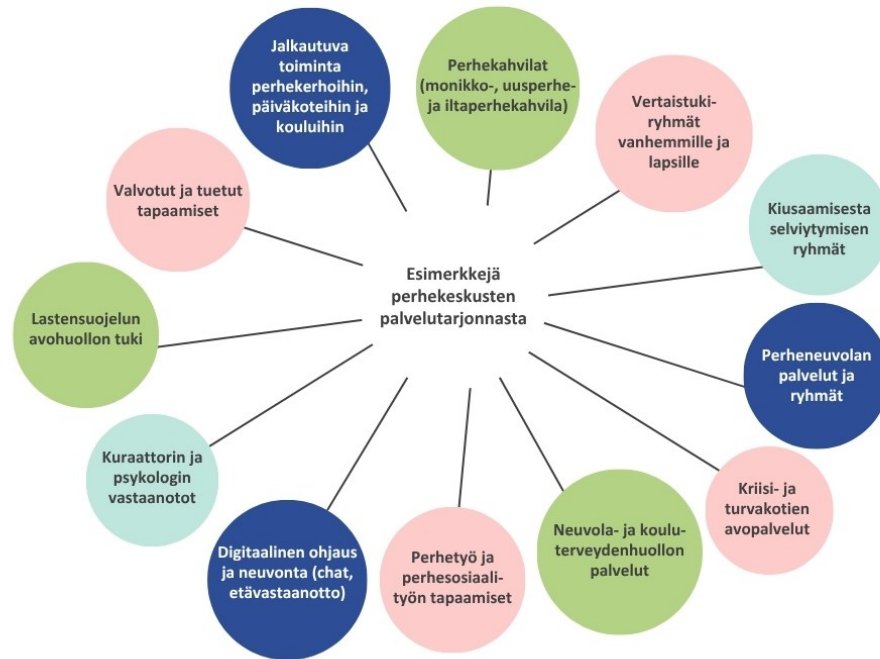 Jalkautuva
toiminta
perhekerhoihin,
päiväkoteihin ja
kouluihin
Perhekahvilat
(monikko-, uusperhe-
ja iltaperhekahvila)
Vertaistuki-
ryhmät
vanhemmille ja
lapsille
Valvotut ja tuetut
tapaamiset
Kiusaamisesta
selviytymisen
ryhmät
Esimerkkejä
perhekeskusten
palvelutarjonnasta
Lastensuojelun
avohuollon tuki
Perheneuvolan
palvelut ja
ryhmät
Kuraattorin ja
psykologin
vastaanotot
Kriisi- ja
turvakotien
avopalvelut
Digitaalinen ohjaus
ja neuvonta (chat,
etävastaanotto)
Perhetyö ja
perhesosiaali-
työn tapaamiset
Neuvola- ja koulu-
terveydenhuollon
palvelut